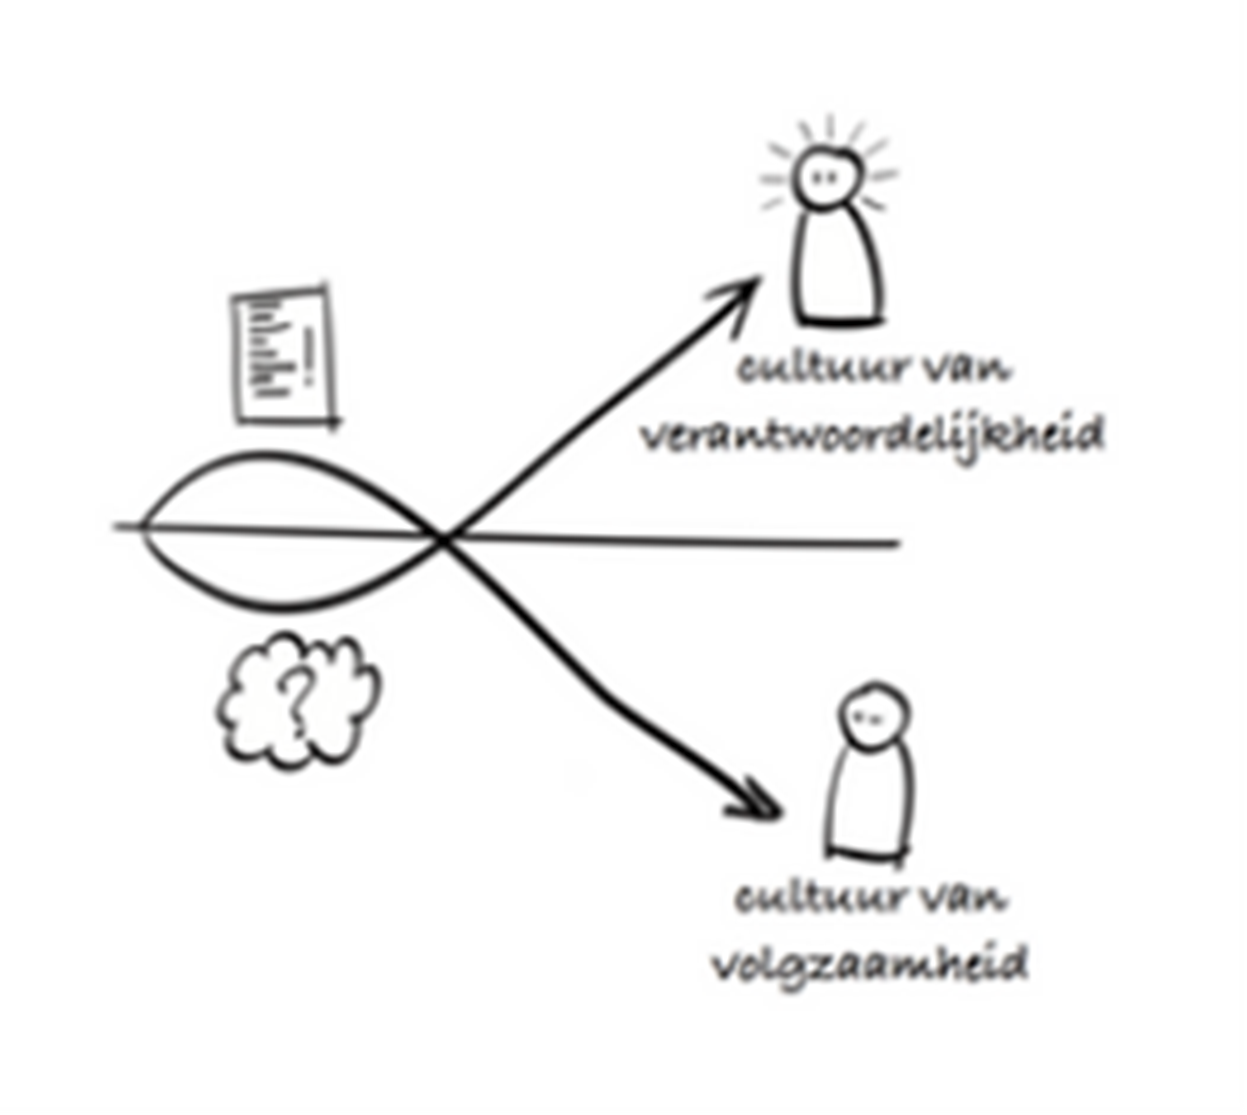 cultuur van
verantwoordelijkheid
?
cultuur van
volgzaamheid